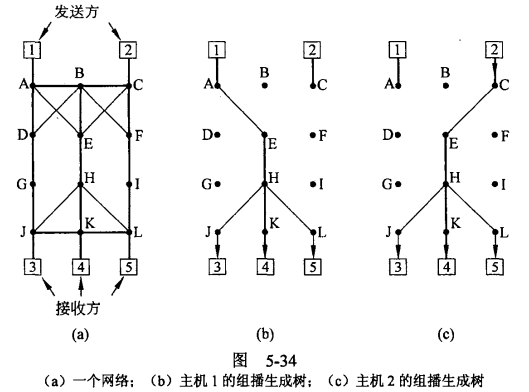 发送方
1 2 1 2 1 2
A B C A B C A B C
D E F D E F D E F
G H I G H I G H I
J K L J K L J K L
3 4 5 3 4 5 3 4 5
接收方
(a) (b) (c)
图 5-34
(a) 一个网络；(b) 主机 1 的组播生成树；(c) 主机 2 的组播生成树